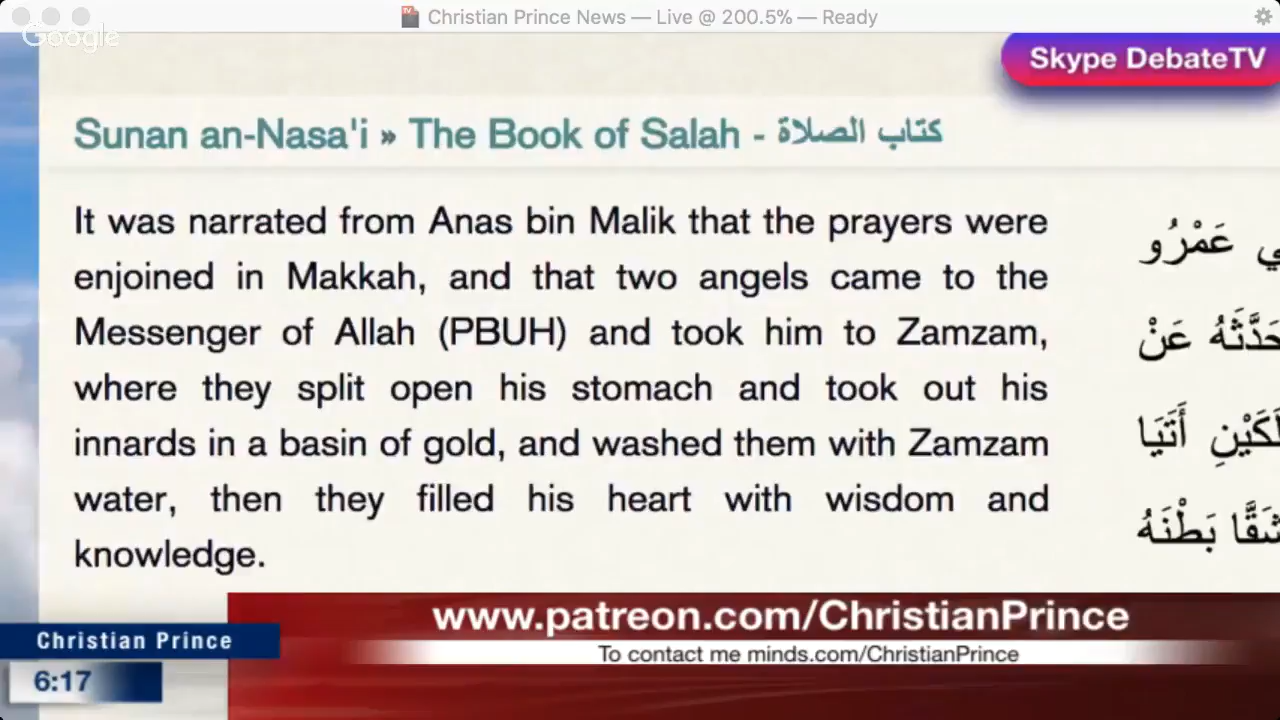 Christian Prince News — Live @ 200.5% — Ready
Google
Skype DebateTV
Sunan an-Nasa'i » The Book of Salah - كتاب الصلاة
It was narrated from Anas bin Malik that the prayers were
enjoined in Makkah, and that two angels came to the
Messenger of Allah (PBUH) and took him to Zamzam,
where they split open his stomach and took out his
innards in a basin of gold, and washed them with Zamzam
water, then they filled his heart with wisdom and
knowledge.
عَمْرُو
عَنْ
أَتَيَا
بَطْنَهُ
www.patreon.com/ChristianPrince
To contact me minds.com/ChristianPrince
Christian Prince
6:17